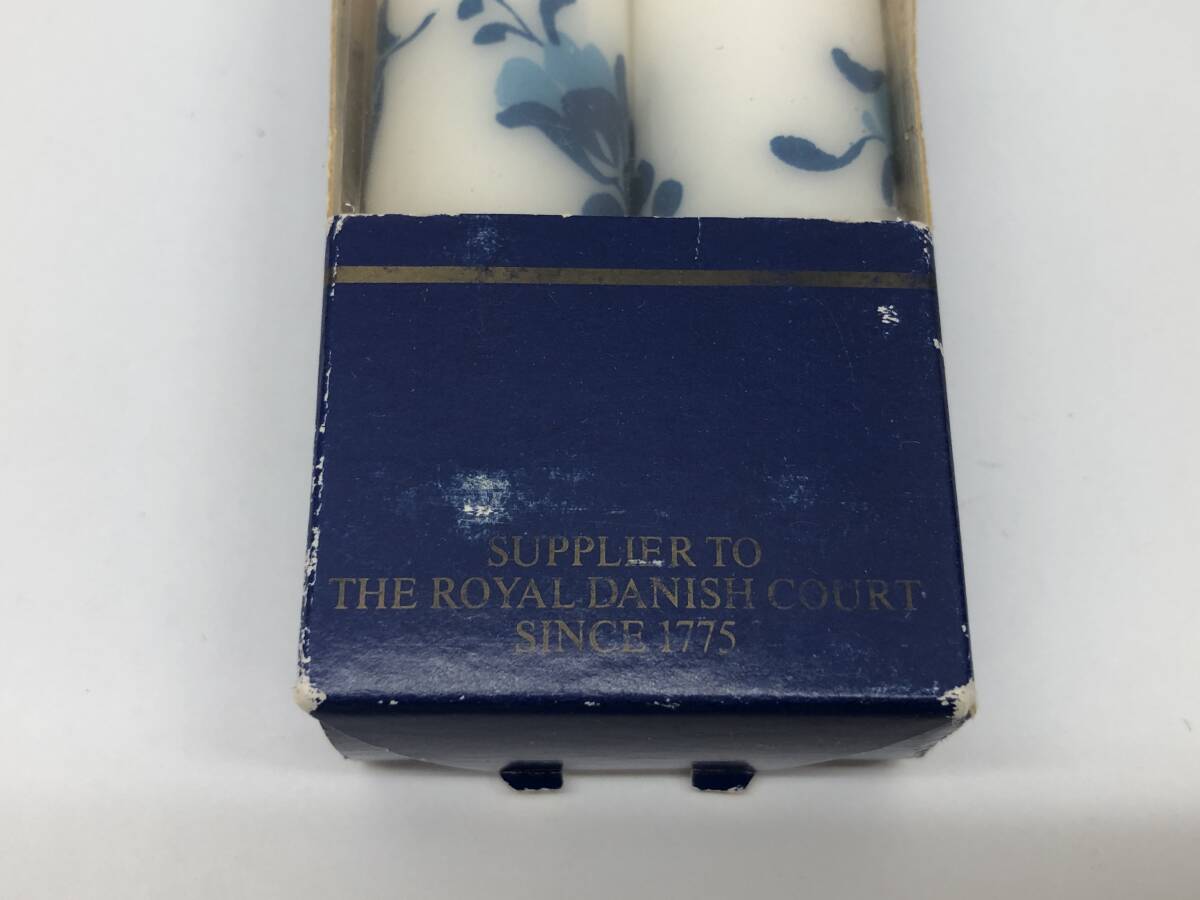 SUPPLIER TO
THE ROYAL DANISH COURT
SINCE 1775